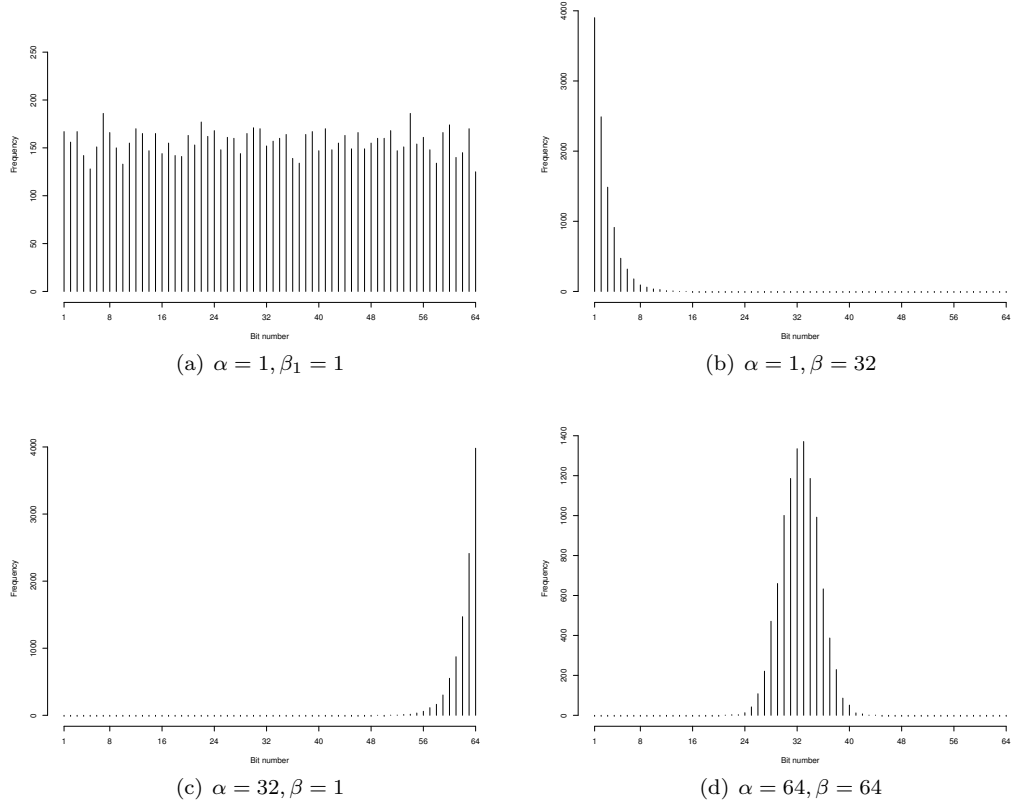 250
200
150
100
50
0
Frequency
1 8 16 24 32 40 48 56 64
Bit number
(a) α = 1, β₁ = 1
4000
3000
2000
1000
0
Frequency
1 8 16 24 32 40 48 56 64
Bit number
(b) α = 1, β = 32
4000
3000
2000
1000
0
Frequency
1 8 16 24 32 40 48 56 64
Bit number
(c) α = 32, β = 1
1400
1200
1000
800
600
400
200
0
Frequency
1 8 16 24 32 40 48 56 64
Bit number
(d) α = 64, β = 64